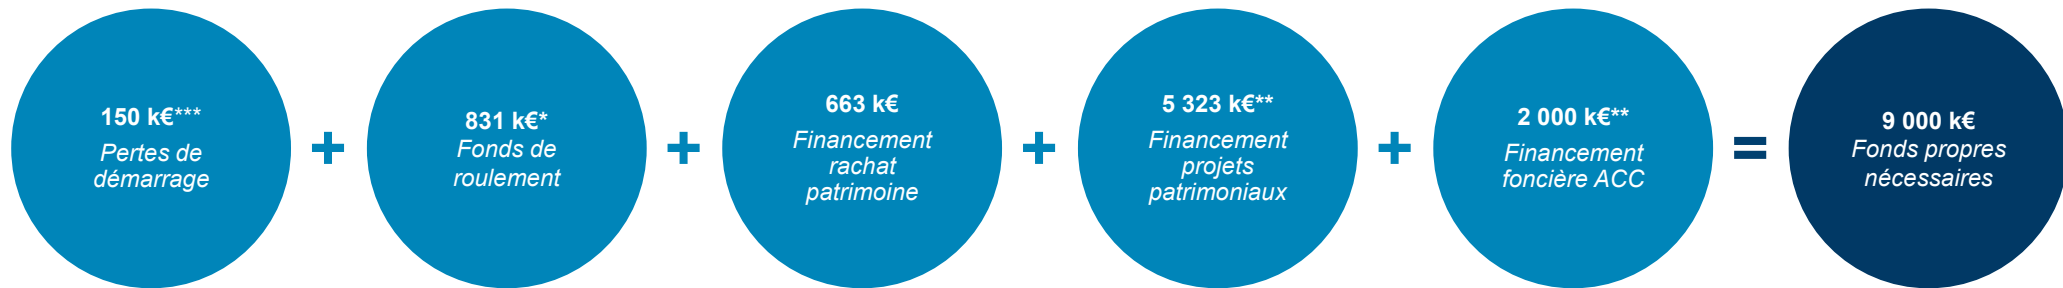 150 k€***
Pertes de
démarrage
+
831 k€*
Fonds de
roulement
+
663 k€
Financement
rachat
patrimoine
+
5 323 k€**
Financement
projets
patrimoniaux
+
2 000 k€**
Financement
foncière ACC
=
9 000 k€
Fonds propres
nécessaires